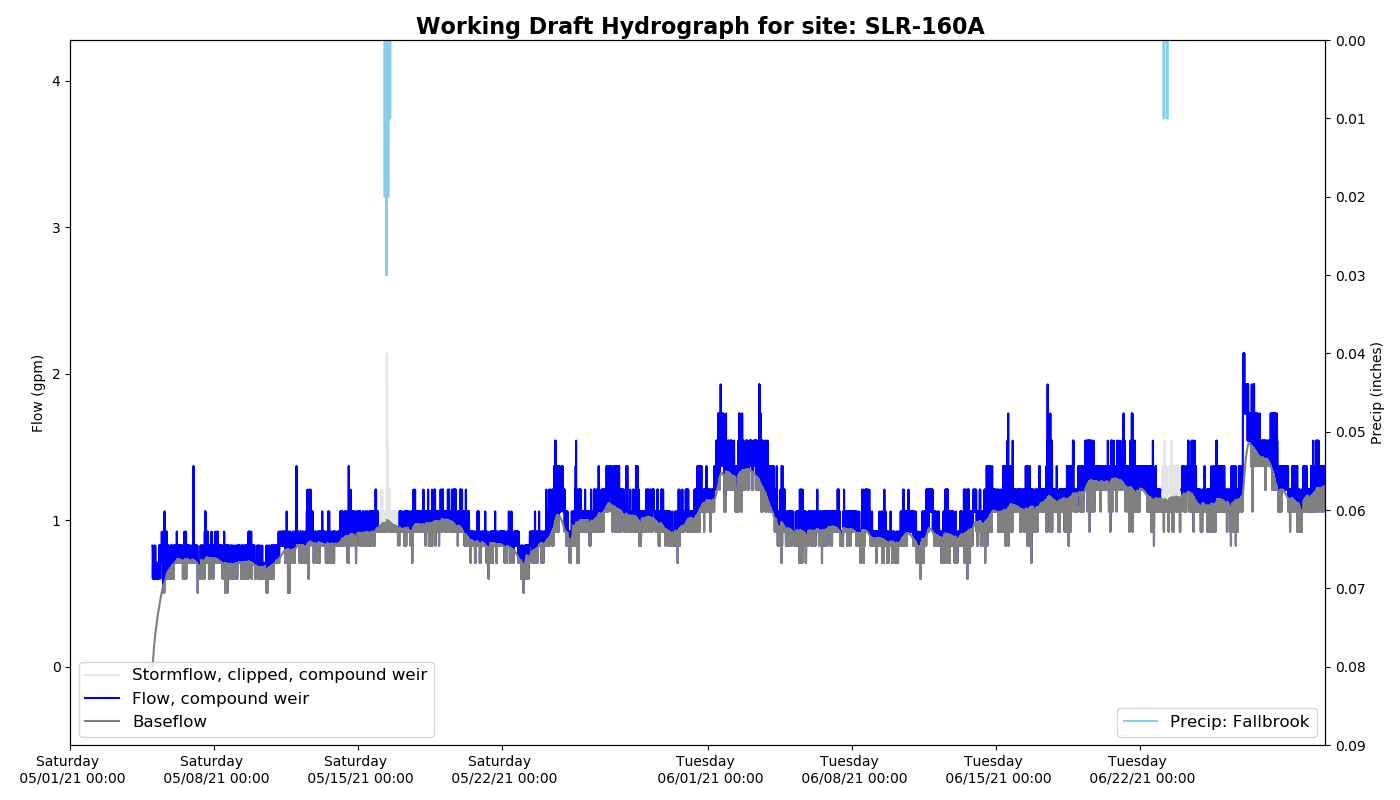 Working Draft Hydrograph for site: SLR-160A
4
3
2
1
0
Flow (gpm)
0.00
0.01
0.02
0.03
0.04
0.05
0.06
0.07
0.08
0.09
Precip (inches)
Stormflow, clipped, compound weir
Flow, compound weir
Baseflow
Precip: Fallbrook
Saturday
05/01/21 00:00
Saturday
05/08/21 00:00
Saturday
05/15/21 00:00
Saturday
05/22/21 00:00
Tuesday
06/01/21 00:00
Tuesday
06/08/21 00:00
Tuesday
06/15/21 00:00
Tuesday
06/22/21 00:00